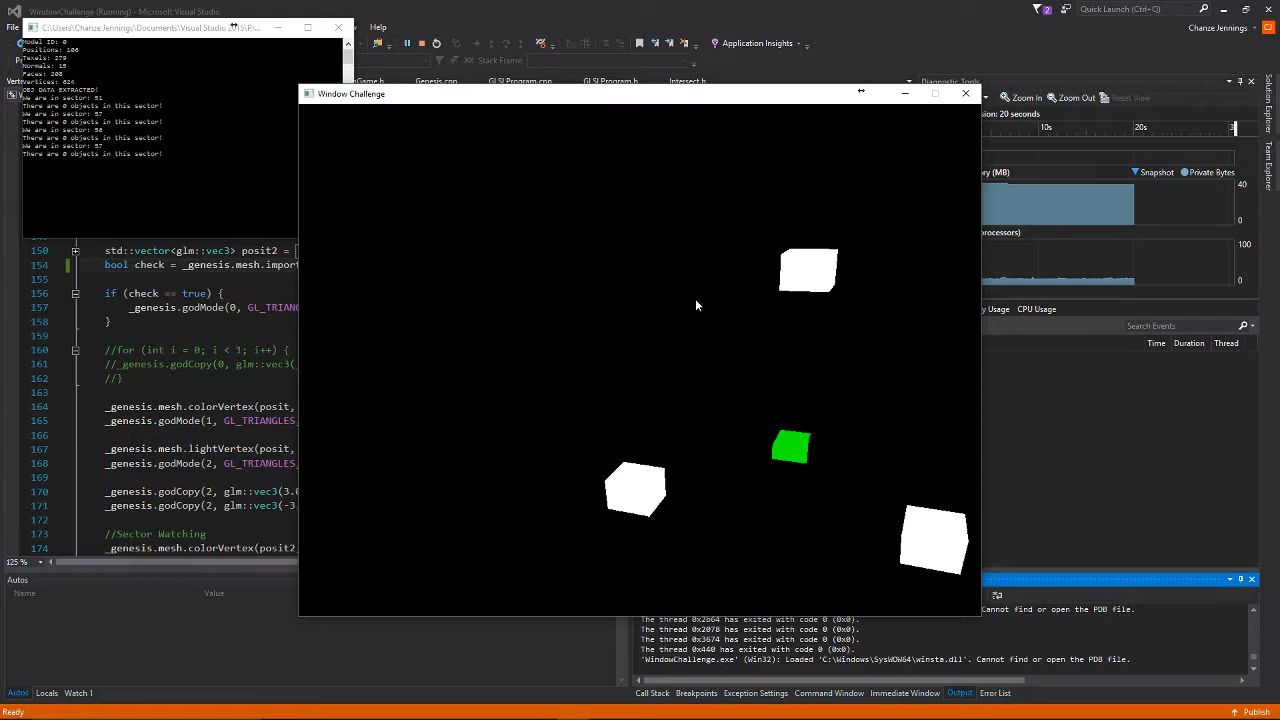 WindowChallenge (Running) - Microsoft Visual Studio
2
Quick Launch (Ctrl+Q)
C:\Users\Chanze Jennings\Documents\Visual Studio 2015\Pr...
Chanze Jennings
CJ
Application Insights
Stack Frame:
Game.h
Genesis.cpp
GLSLProgram.cpp
GLSLProgram.h
Intersect.h
Diagnostic Tools
Model ID: 0
Positions: 106
Texels: 279
Normals: 15
Faces: 208
Vertices: 624
OBJ DATA EXTRACTED!
We are in sector: 51
There are 0 objects in this sector!
We are in sector: 57
There are 0 objects in this sector!
We are in sector: 56
There are 0 objects in this sector!
We are in sector: 57
There are 0 objects in this sector!
Window Challenge
Zoom In
Zoom Out
Reset View
sion: 20 seconds
10s
20s
(MB)
Snapshot
Private Bytes
40
0
rocessors)
100
0
Usage
CPU Usage
Search Events
Time
Duration
Thread
Solution Explorer
Team Explorer
150 std::vector<glm::vec3> posit2 =
154 bool check = _genesis.mesh.import
155
156 if (check == true) {
157 _genesis.godMode(0, GL_TRIANG
158 }
159
160 //for (int i = 0; i < 1; i++) {
161 //_genesis.godCopy(0, glm::vec3(
162 //}
163
164 _genesis.mesh.colorVertex(posit,
165 _genesis.godMode(1, GL_TRIANGLES,
166
167 _genesis.mesh.lightVertex(posit,
168 _genesis.godMode(2, GL_TRIANGLES,
169
170 _genesis.godCopy(2, glm::vec3(3.0
171 _genesis.godCopy(2, glm::vec3(-3.
172
173 //Sector Watching
174 _genesis.mesh.colorVertex(posit2,
125 %
Autos
Name
Value
Cannot find or open the PDB file.
The thread 0x2b64 has exited with code 0 (0x0).
The thread 0x2078 has exited with code 0 (0x0).
The thread 0x3674 has exited with code 0 (0x0).
The thread 0x440 has exited with code 0 (0x0).
'WindowChallenge.exe' (Win32): Loaded 'C:\Windows\SysWOW64\winsta.dll'. Cannot find or open the PDB file.
Autos
Locals
Watch 1
Call Stack
Breakpoints
Exception Settings
Command Window
Immediate Window
Output
Error List
Ready
Publish